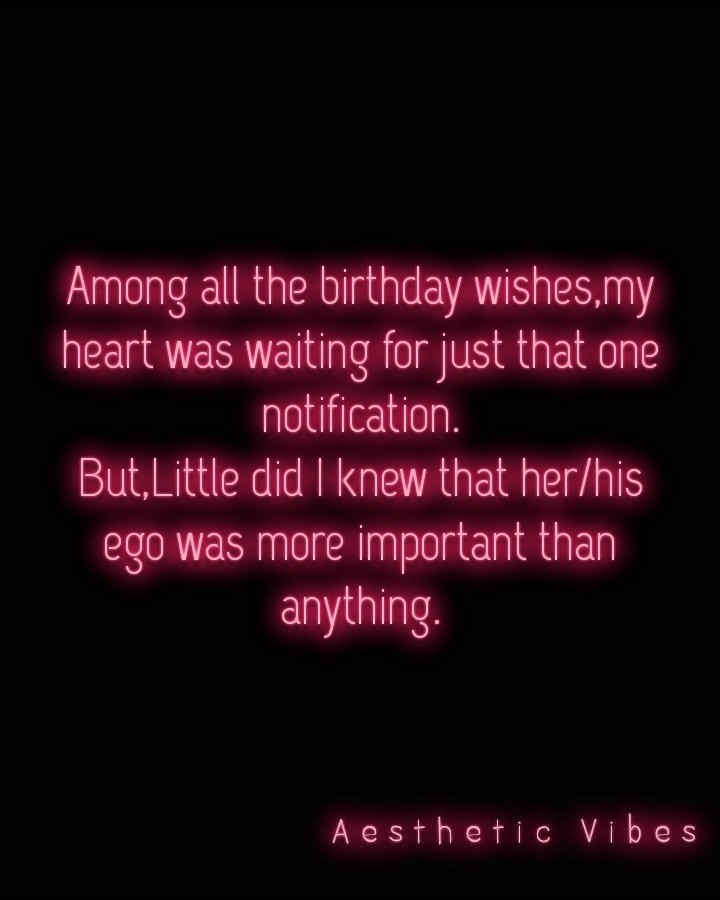 Among all the birthday wishes,my
heart was waiting for just that one
notification.
But,Little did I knew that her/his
ego was more important than
anything.
Aesthetic Vibes